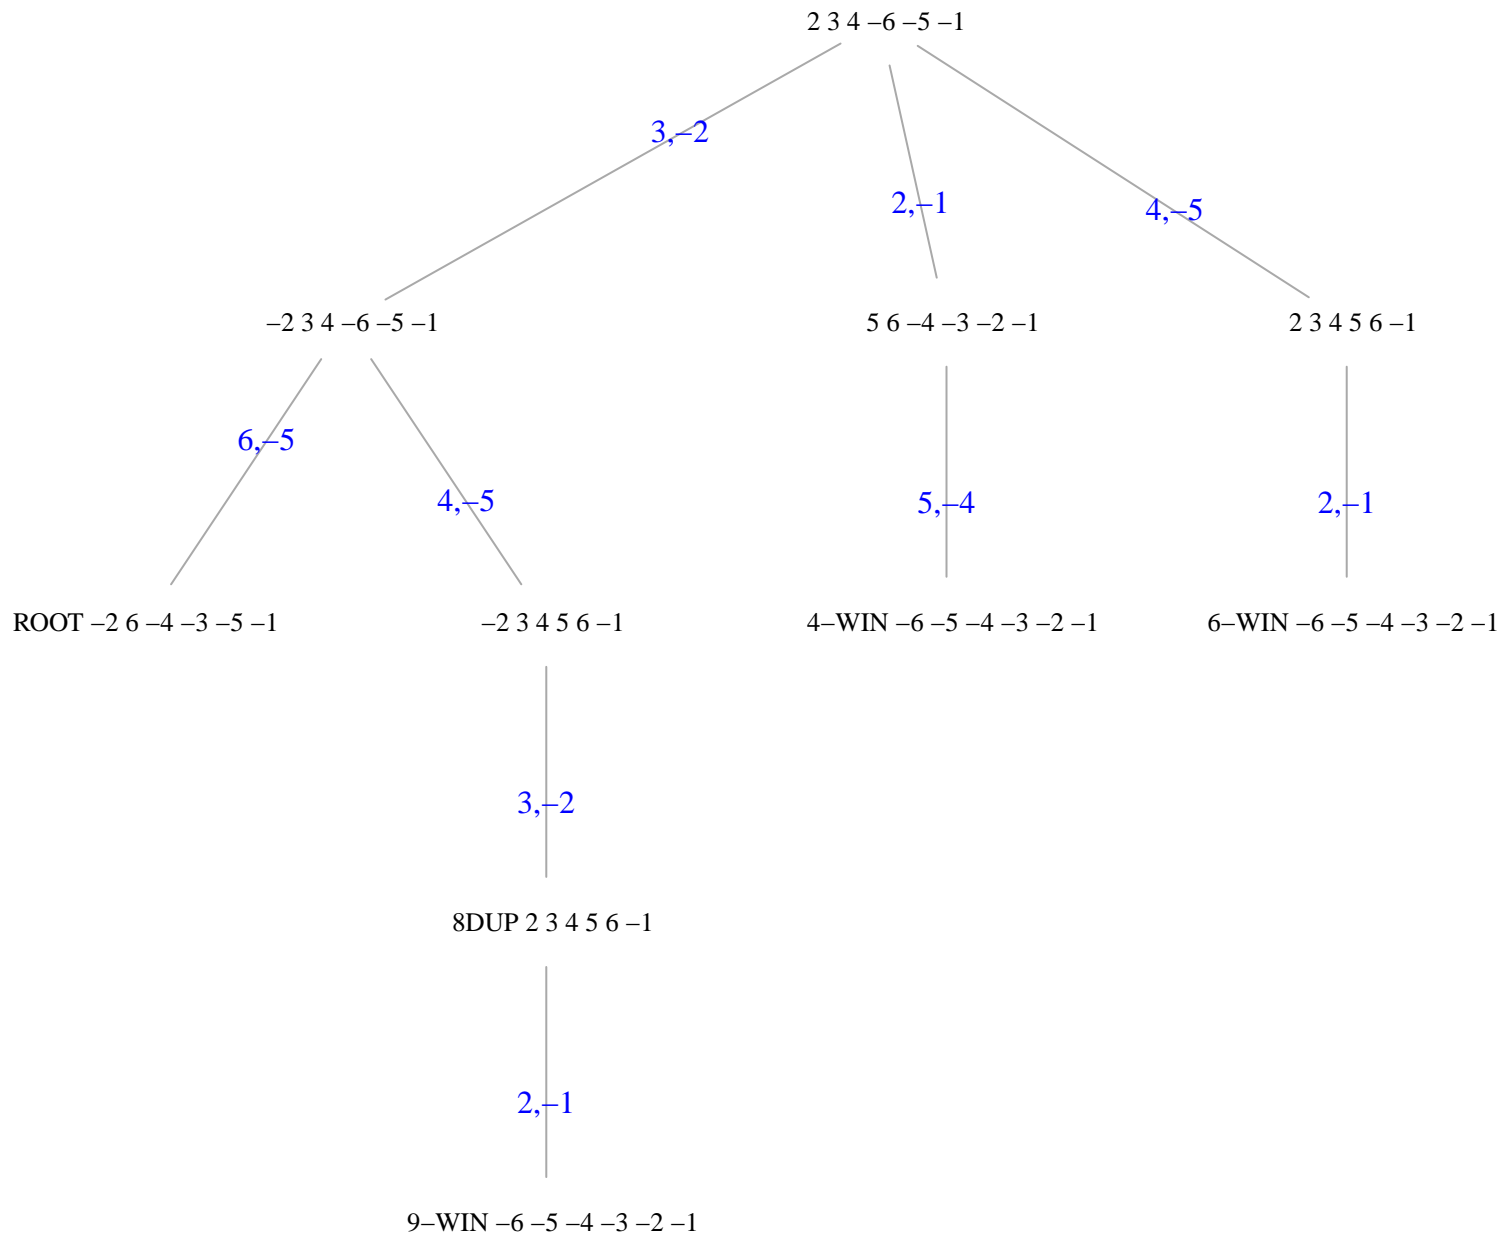 2 3 4 –6 –5 –1
3,–2
2,–1
4,–5
–2 3 4 –6 –5 –1
5 6 –4 –3 –2 –1
2 3 4 5 6 –1
6,–5
4,–5
5,–4
2,–1
ROOT –2 6 –4 –3 –5 –1
–2 3 4 5 6 –1
4–WIN –6 –5 –4 –3 –2 –1
6–WIN –6 –5 –4 –3 –2 –1
3,–2
8DUP 2 3 4 5 6 –1
2,–1
9–WIN –6 –5 –4 –3 –2 –1